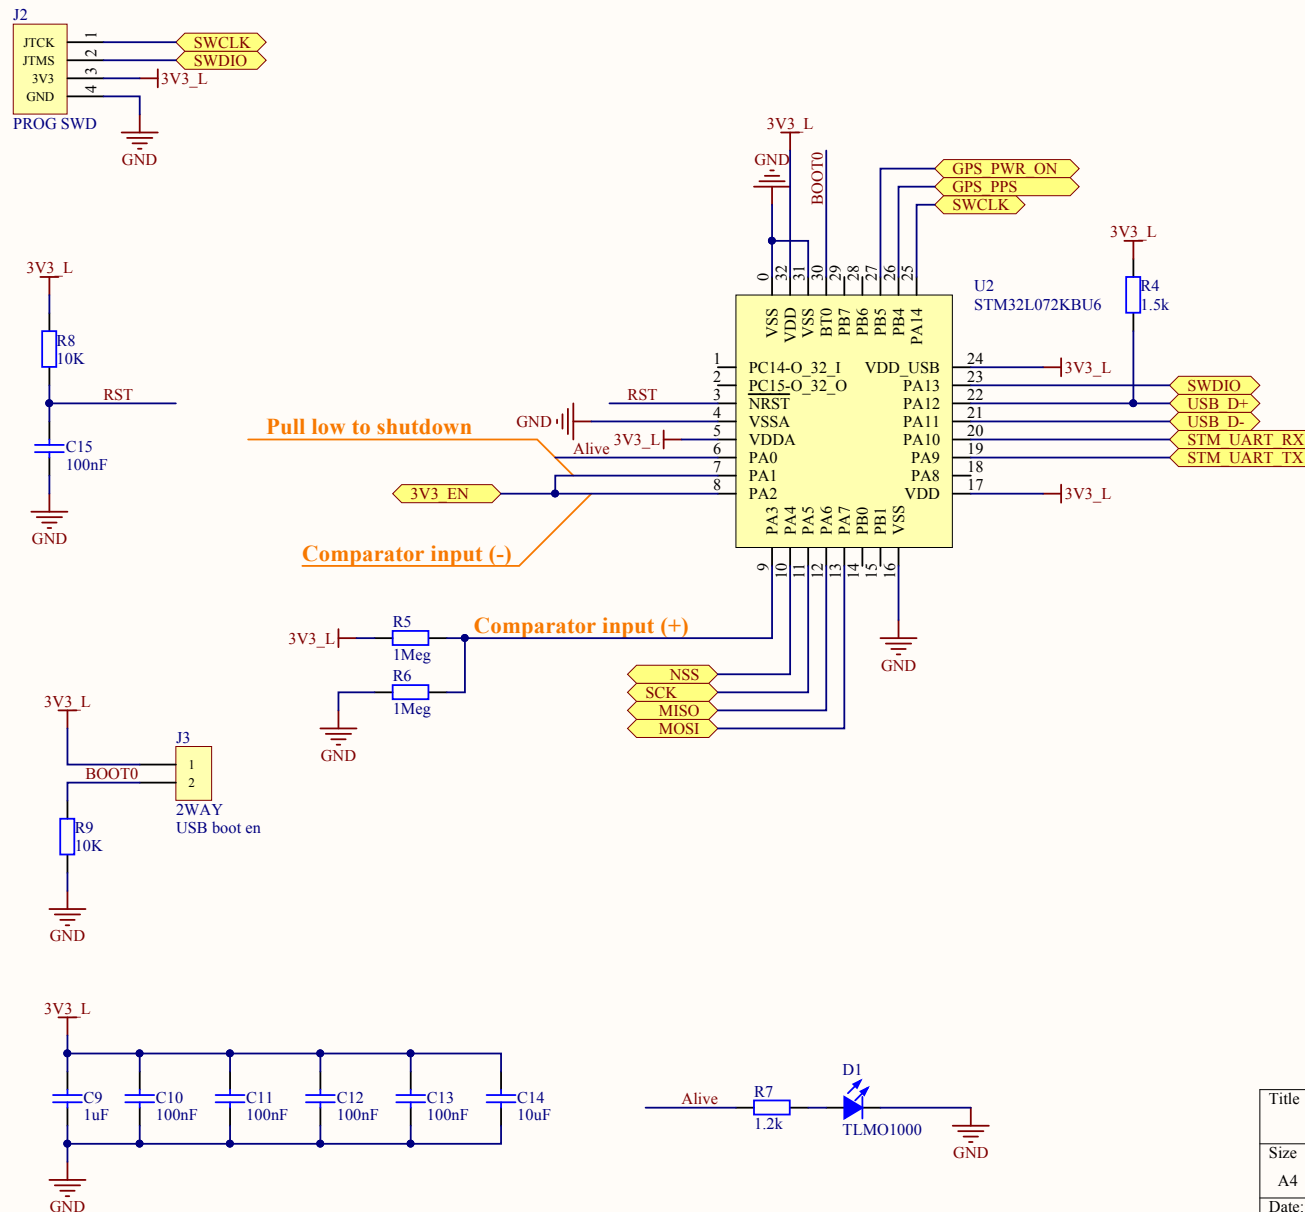 J2
JTCK 1 SWCLK
JTMS 2 SWDIO
3V3 3 3V3_L
GND 4
PROG SWD
GND
3V3_L
GND
BOOT0
GPS_PWR_ON
GPS_PPS
SWCLK
3V3_L
R4
1.5k
U2
STM32L072KBU6
0 32 31 30 29 28 27 26 25
VSS VDD VSS BT0 PB7 PB6 PB5 PB4 PA14
1 PC14-O_32_I
2 PC15-O_32_O
RST 3 NRST
GND 4 VSSA
3V3_L 5 VDDA
Alive 6 PA0
7 PA1
3V3_EN 8 PA2
VDD_USB 24 3V3_L
PA13 23 SWDIO
PA12 22 USB_D+
PA11 21 USB_D-
PA10 20 STM_UART_RX
PA9 19 STM_UART_TX
PA8 18
VDD 17 3V3_L
PA3 PA4 PA5 PA6 PA7 PB0 PB1 VSS
9 10 11 12 13 14 15 16
GND
Pull low to shutdown
Comparator input (-)
Comparator input (+)
3V3_L
R8
10K
RST
C15
100nF
GND
3V3_L
R5
1Meg
R6
1Meg
GND
NSS
SCK
MISO
MOSI
3V3_L
J3
1
BOOT0 2
2WAY
USB boot en
R9
10K
GND
3V3_L
C9 C10 C11 C12 C13 C14
1uF 100nF 100nF 100nF 100nF 10uF
GND
Alive
R7
1.2k
D1
TLMO1000
GND
Title
Size
A4
Date: